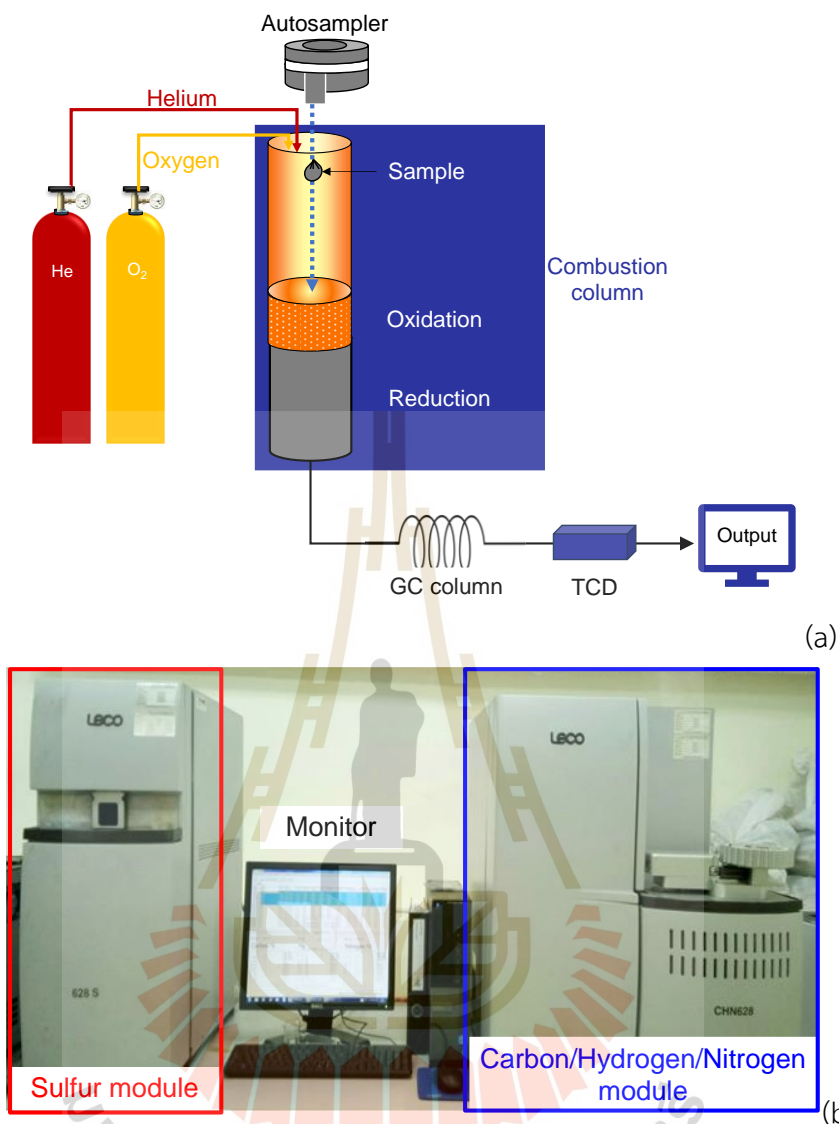 Autosampler
Helium
Oxygen
Sample
He
O₂
Combustion
column
Oxidation
Reduction
Output
GC column
TCD
(a)
LECO
LECO
Monitor
628 S
CHN628
DELL
Sulfur module
Carbon/Hydrogen/Nitrogen
module
(b